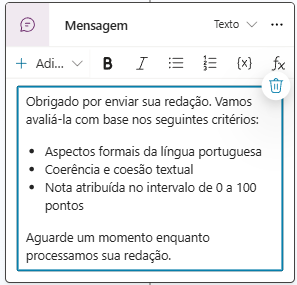 Mensagem
Texto
Adi...
B
I
{x}
fx
Obrigado por enviar sua redação. Vamos
avaliá-la com base nos seguintes critérios:
• Aspectos formais da língua portuguesa
• Coerência e coesão textual
• Nota atribuída no intervalo de 0 a 100
pontos
Aguarde um momento enquanto
processamos sua redação.